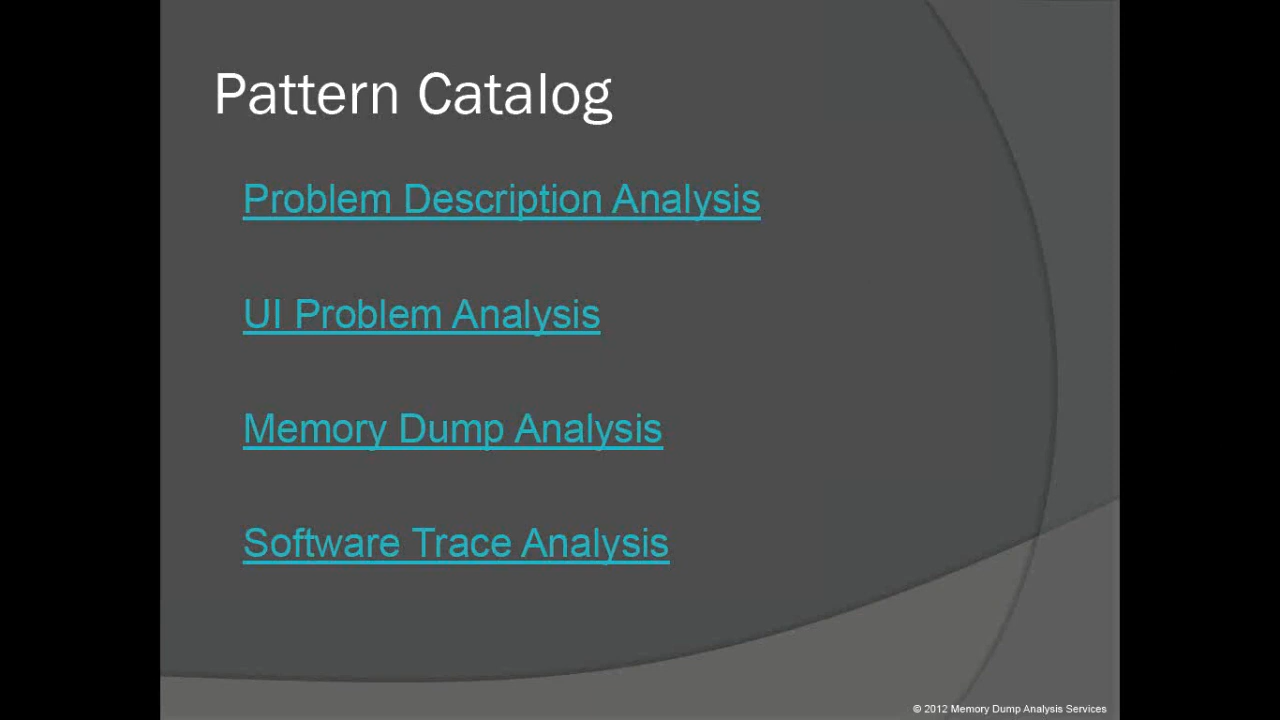 Pattern Catalog
Problem Description Analysis
UI Problem Analysis
Memory Dump Analysis
Software Trace Analysis
© 2012 Memory Dump Analysis Services